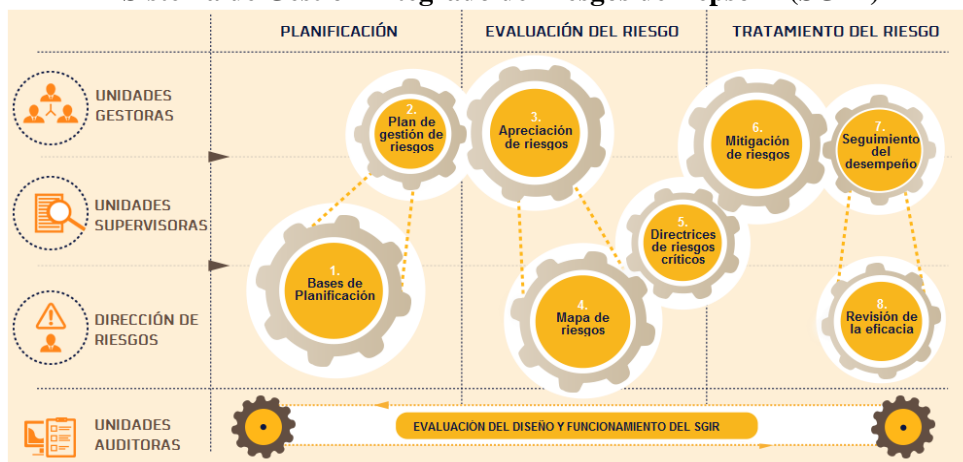 PLANIFICACIÓN
EVALUACIÓN DEL RIESGO
TRATAMIENTO DEL RIESGO
UNIDADES
GESTORAS
2.
Plan de
gestión de
riesgos
3.
Apreciación
de riesgos
6.
Mitigación
de riesgos
7.
Seguimiento
del
desempeño
UNIDADES
SUPERVISORAS
5.
Directrices
de riesgos
críticos
DIRECCIÓN DE
RIESGOS
1.
Bases de
Planificación
4.
Mapa de
riesgos
8.
Revisión de
la eficacia
UNIDADES
AUDITORAS
EVALUACIÓN DEL DISEÑO Y FUNCIONAMIENTO DEL SGIR